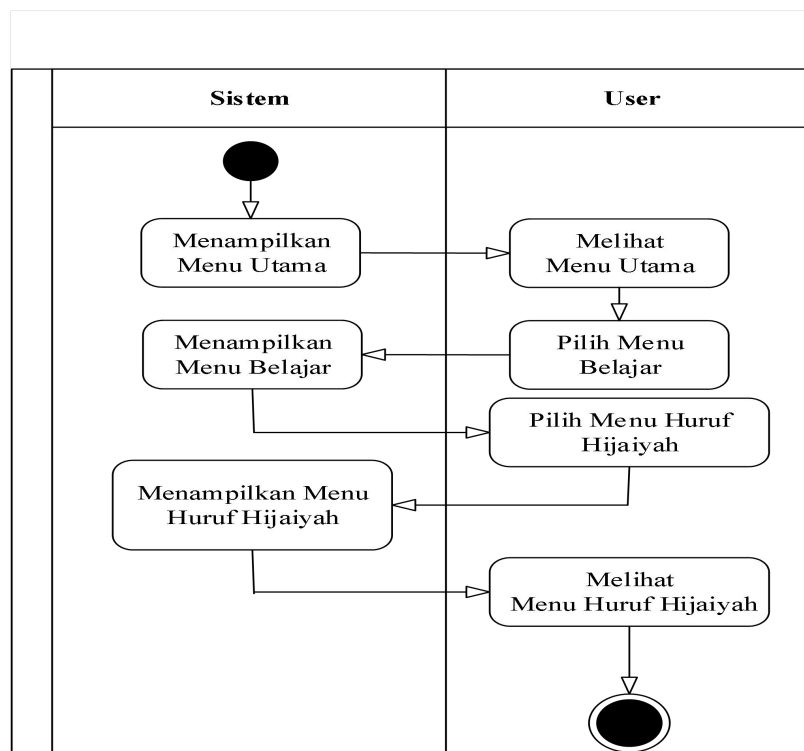 Sistem
User
Menampilkan
Menu Utama
Melihat
Menu Utama
Pilih Menu
Belajar
Menampilkan
Menu Belajar
Pilih Menu Huruf
Hijaiyah
Menampilkan Menu
Huruf Hijaiyah
Melihat
Menu Huruf Hijaiyah